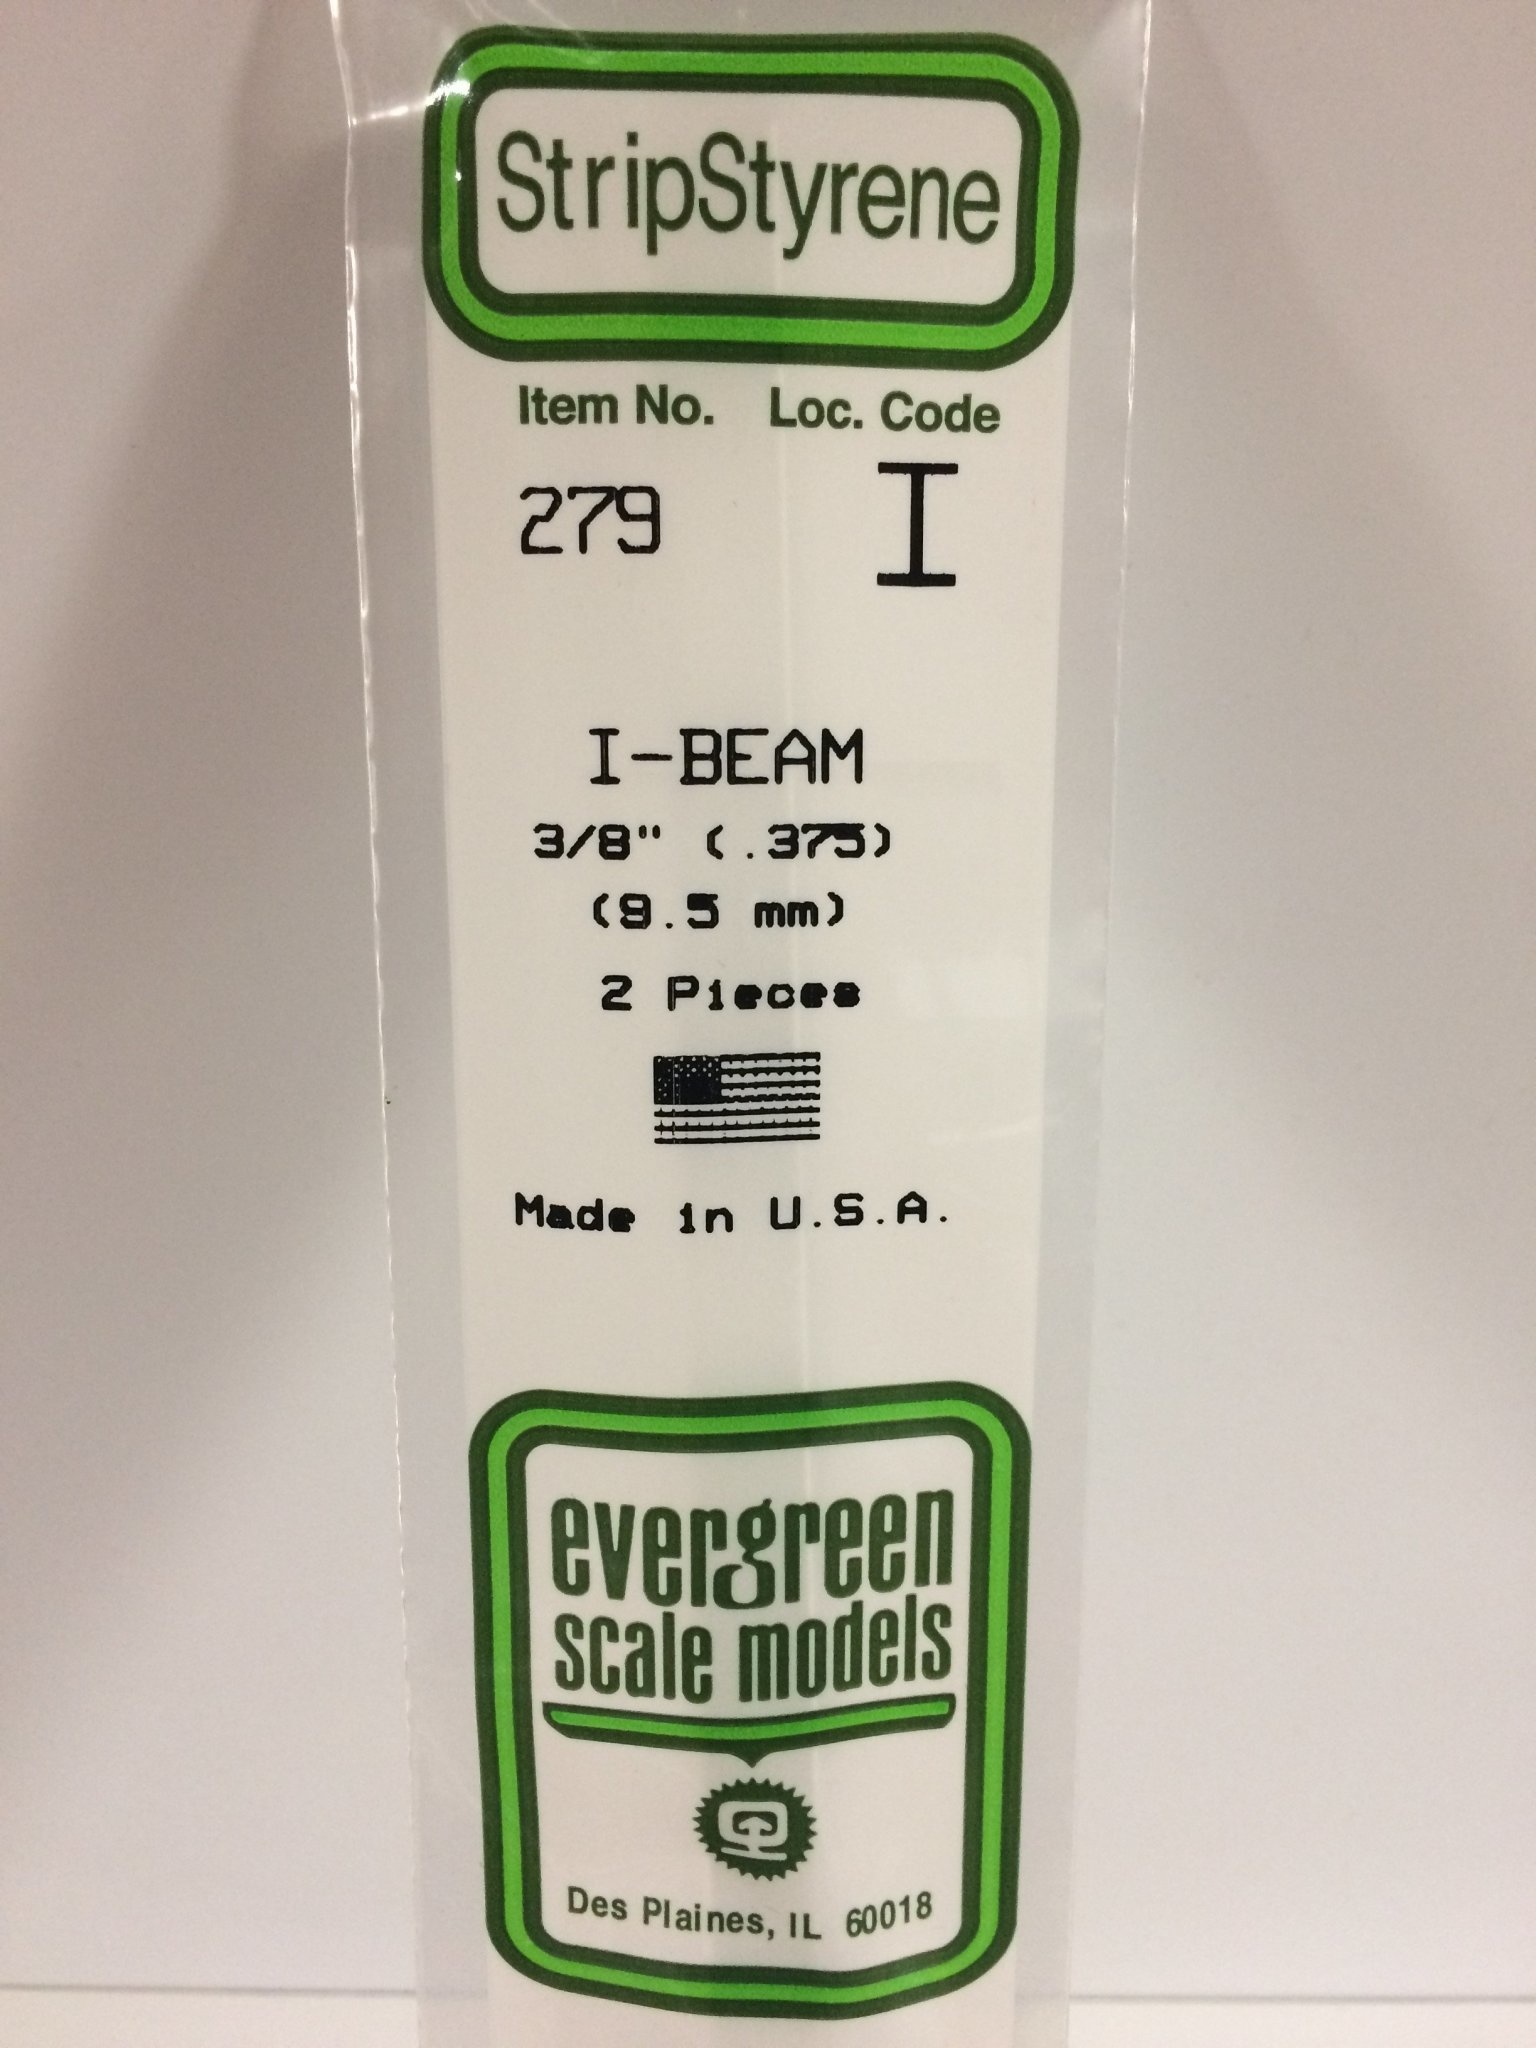 StripStyrene
Item No. Loc. Code
279 I
I-BEAM
3/8" (.375)
(9.5 mm)
2 Pieces
Made in U.S.A.
evergreen
scale models
Des Plaines, IL 60018